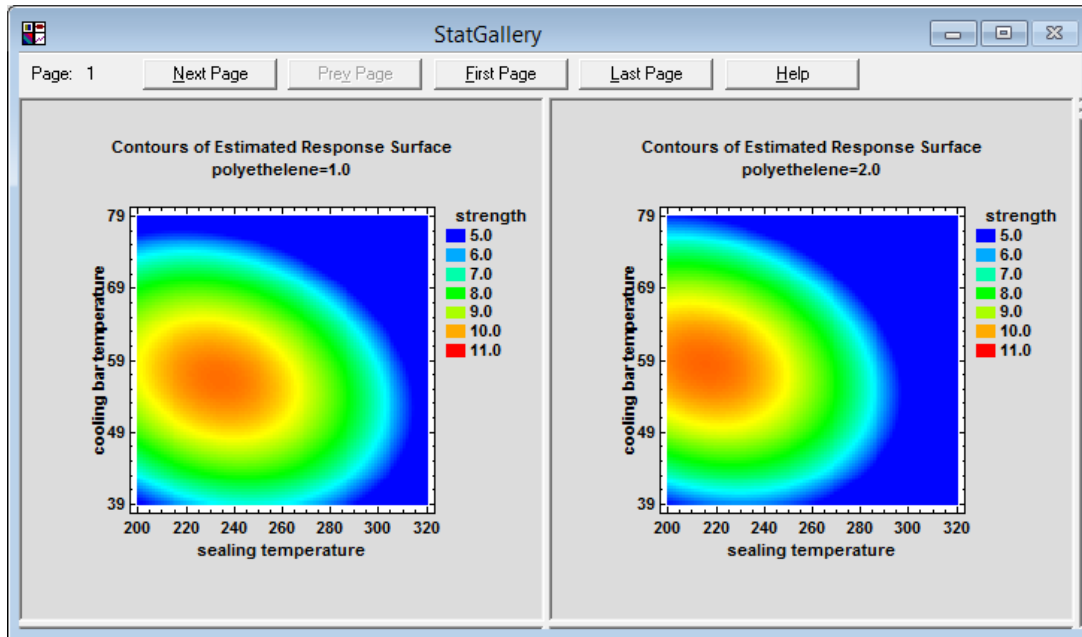 StatGallery
Page: 1 Next Page Prev Page First Page Last Page Help
Contours of Estimated Response Surface
polyethelene=1.0
strength
5.0
6.0
7.0
8.0
9.0
10.0
11.0
cooling bar temperature
79
69
59
49
39
200 220 240 260 280 300 320
sealing temperature
Contours of Estimated Response Surface
polyethelene=2.0
strength
5.0
6.0
7.0
8.0
9.0
10.0
11.0
cooling bar temperature
79
69
59
49
39
200 220 240 260 280 300 320
sealing temperature